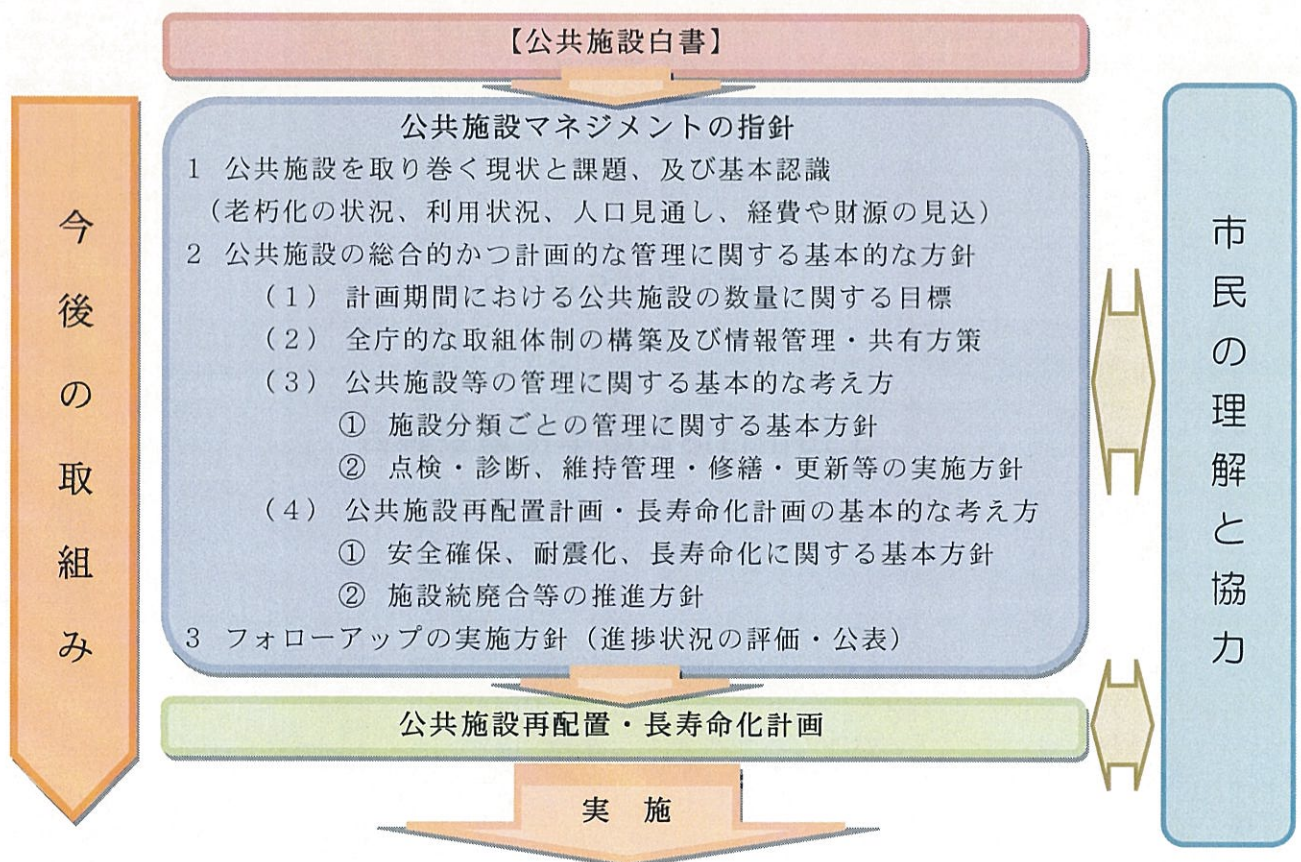 【公共施設白書】
今後の取組み
公共施設マネジメントの指針
1 公共施設を取り巻く現状と課題、及び基本認識
(老朽化の状況、利用状況、人口見通し、経費や財源の見込)
2 公共施設の総合的かつ計画的な管理に関する基本的な方針
(1) 計画期間における公共施設の数量に関する目標
(2) 全庁的な取組体制の構築及び情報管理・共有方策
(3) 公共施設等の管理に関する基本的な考え方
① 施設分類ごとの管理に関する基本方針
② 点検・診断、維持管理・修繕・更新等の実施方針
(4) 公共施設再配置計画・長寿命化計画の基本的な考え方
① 安全確保、耐震化、長寿命化に関する基本方針
② 施設統廃合等の推進方針
3 フォローアップの実施方針(進捗状況の評価・公表)
市民の理解と協力
公共施設再配置・長寿命化計画
実 施